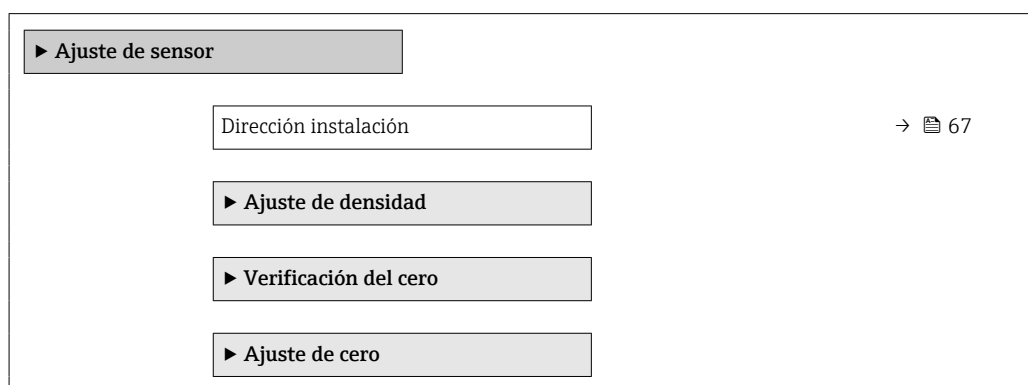 ▶ Ajuste de sensor
Dirección instalación → 67
▶ Ajuste de densidad
▶ Verificación del cero
▶ Ajuste de cero